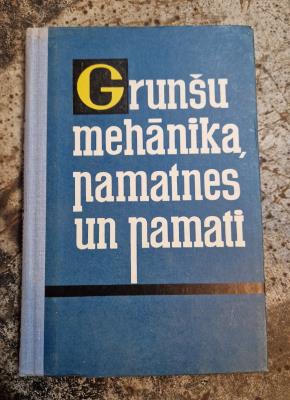 Grunšu
mehānika,
pamatnes
un pamati